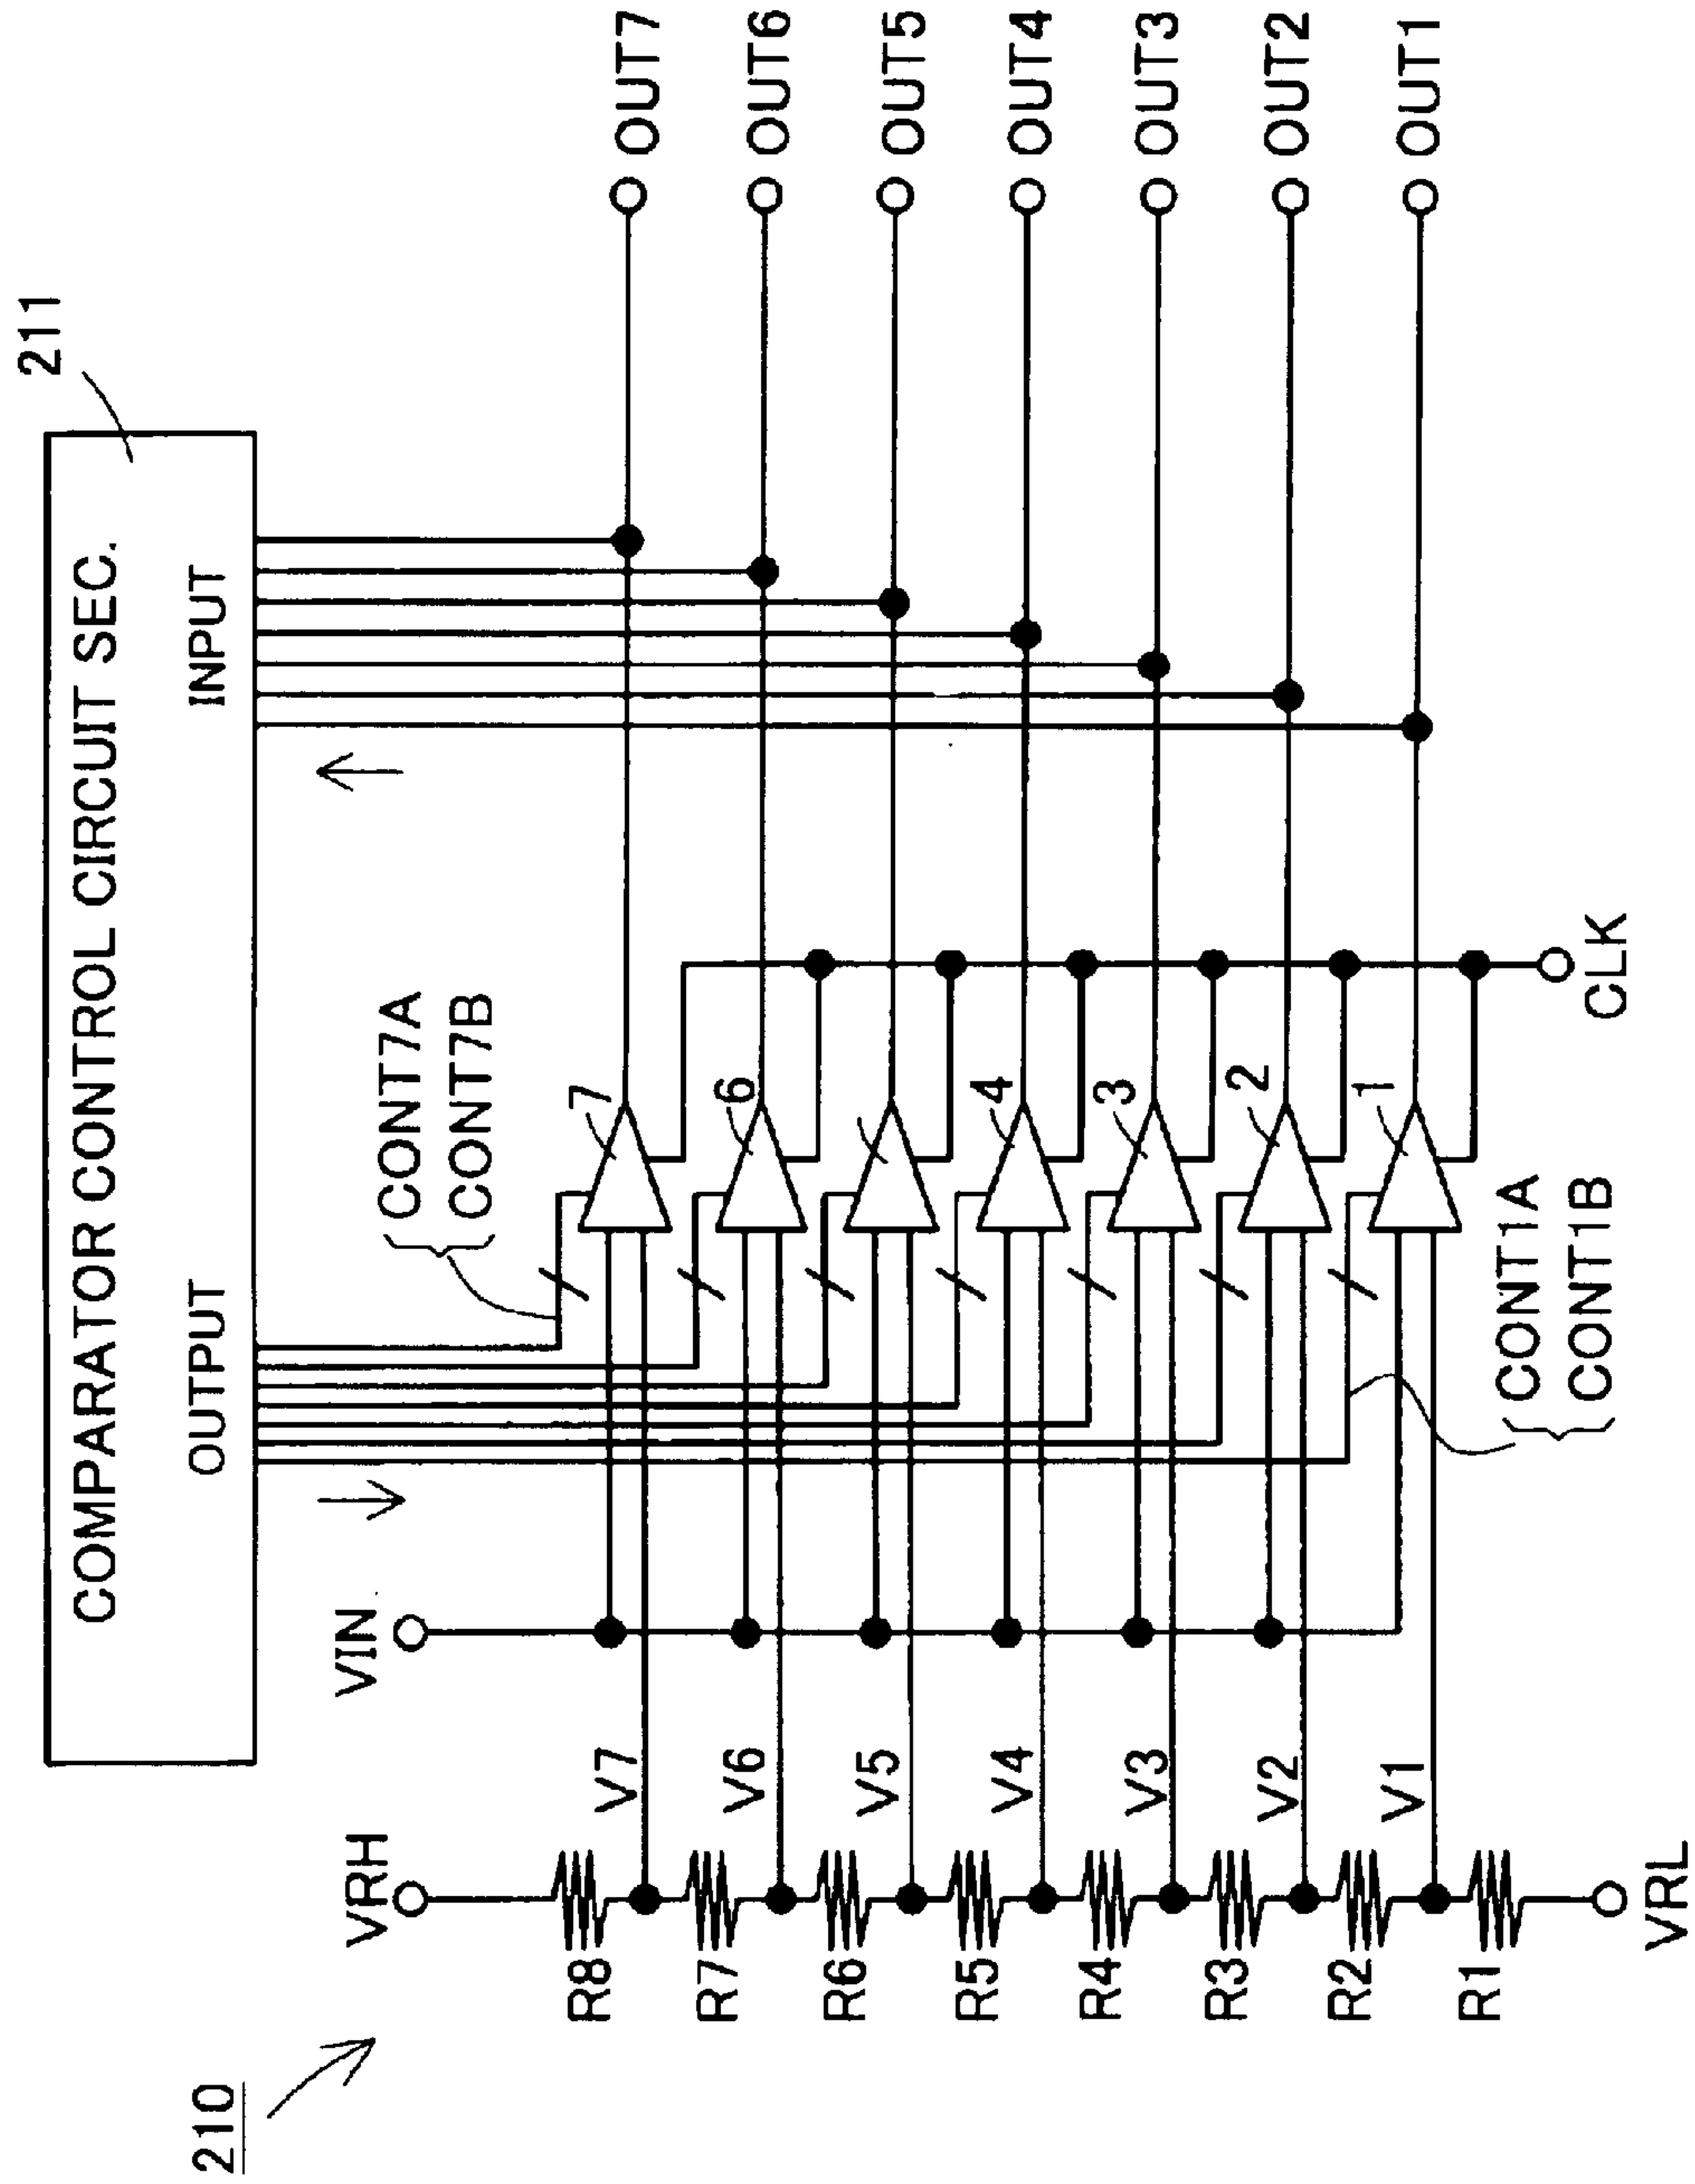 210
211
COMPARATOR CONTROL CIRCUIT SEC.
OUTPUT
INPUT
VRH
VIN
CONT7A
CONT7B
R8
V7
7
OUT7
R7
V6
6
OUT6
R6
V5
OUT5
R5
V4
4
OUT4
R4
V3
3
OUT3
R3
V2
2
OUT2
R2
V1
1
OUT1
R1
VRL
CONT1A
CONT1B
CLK